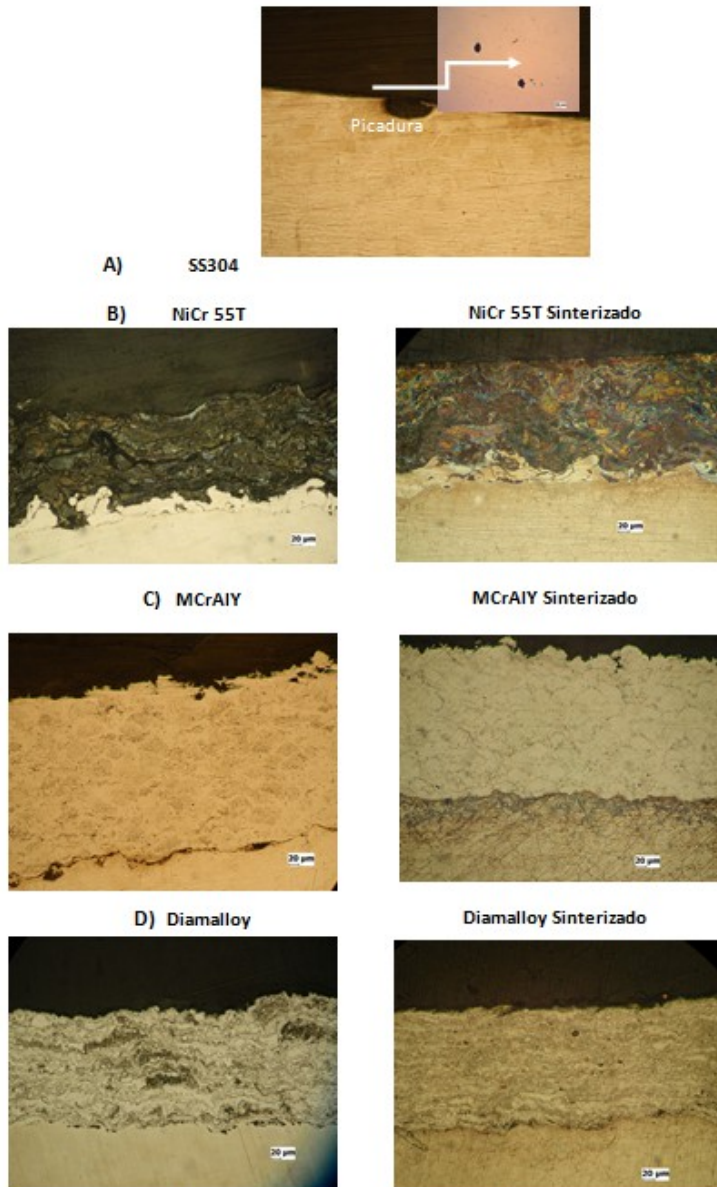 Picadura
A) SS304
B) NiCr 55T
NiCr 55T Sinterizado
20 µm
20 µm
C) MCrAlY
MCrAlY Sinterizado
20 µm
20 µm
D) Diamalloy
Diamalloy Sinterizado
20 µm
20 µm